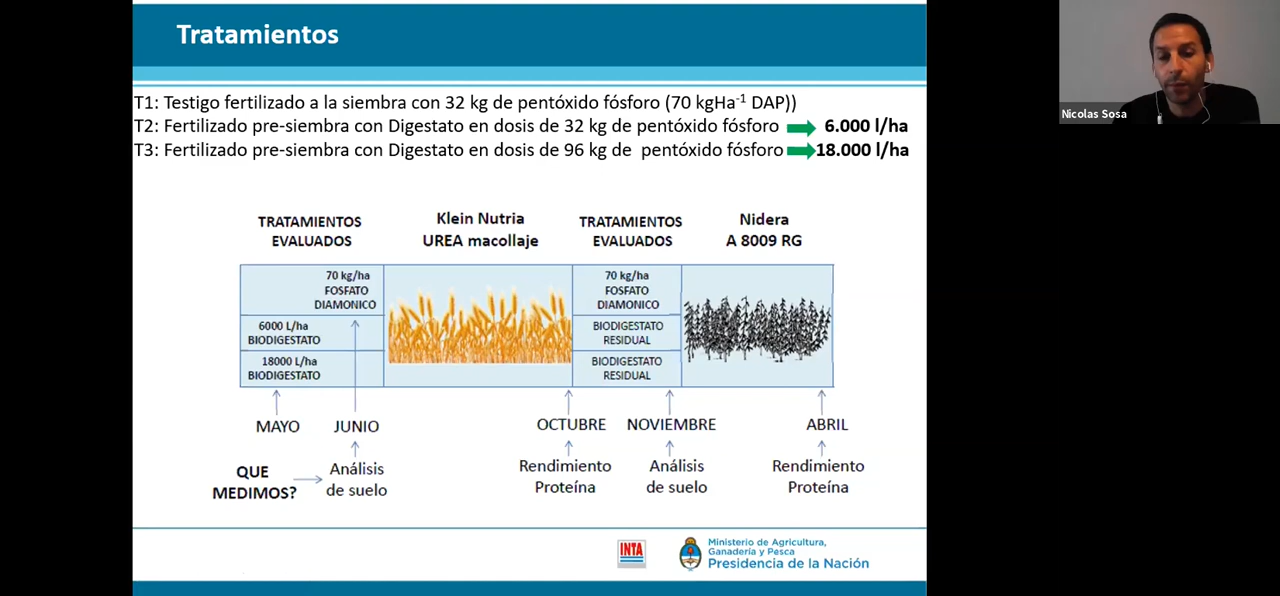 Tratamientos
T1: Testigo fertilizado a la siembra con 32 kg de pentóxido fósforo (70 kgHa⁻¹ DAP))
T2: Fertilizado pre-siembra con Digestato en dosis de 32 kg de pentóxido fósforo 6.000 l/ha
T3: Fertilizado pre-siembra con Digestato en dosis de 96 kg de pentóxido fósforo 18.000 l/ha
Nicolas Sosa
TRATAMIENTOS
EVALUADOS
Klein Nutria
UREA macollaje
TRATAMIENTOS
EVALUADOS
Nidera
A 8009 RG
70 kg/ha
FOSFATO
DIAMONICO
6000 L/ha
BIODIGESTATO
18000 L/ha
BIODIGESTATO
70 kg/ha
FOSFATO
DIAMONICO
BIODIGESTATO
RESIDUAL
BIODIGESTATO
RESIDUAL
MAYO
JUNIO
OCTUBRE
NOVIEMBRE
ABRIL
QUE
MEDIMOS?
Análisis
de suelo
Rendimiento
Proteína
Análisis
de suelo
Rendimiento
Proteína
INTA
Ministerio de Agricultura,
Ganadería y Pesca
Presidencia de la Nación